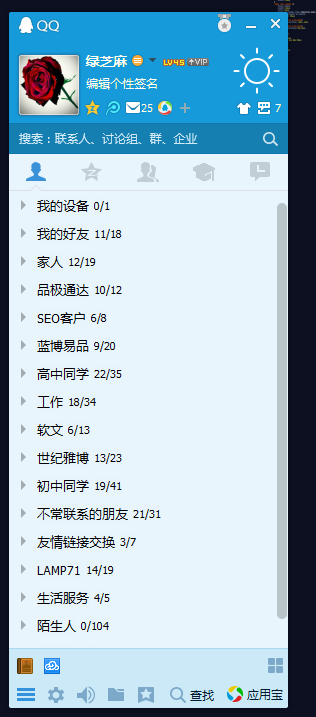 QQ
绿芝麻 LV45 VIP
编辑个性签名
25 7
搜索：联系人、讨论组、群、企业
我的设备 0/1
我的好友 11/18
家人 12/19
品极通达 10/12
SEO客户 6/8
蓝博易品 9/20
高中同学 22/35
工作 18/34
软文 6/13
世纪雅博 13/23
初中同学 19/41
不常联系的朋友 21/31
友情链接交换 3/7
LAMP71 14/19
生活服务 4/5
陌生人 0/104
查找 应用宝